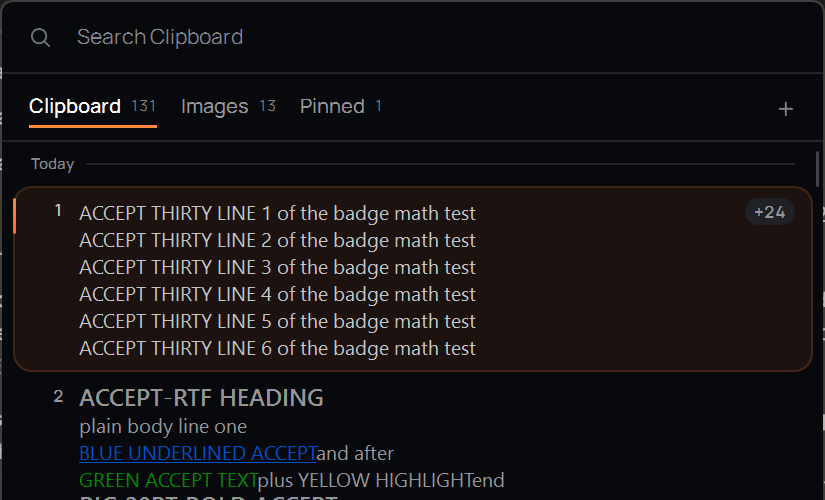 Search Clipboard
Clipboard 131 Images 13 Pinned 1 +
Today
1 ACCEPT THIRTY LINE 1 of the badge math test +24
ACCEPT THIRTY LINE 2 of the badge math test
ACCEPT THIRTY LINE 3 of the badge math test
ACCEPT THIRTY LINE 4 of the badge math test
ACCEPT THIRTY LINE 5 of the badge math test
ACCEPT THIRTY LINE 6 of the badge math test
2 ACCEPT-RTF HEADING
plain body line one
BLUE UNDERLINED ACCEPTand after
GREEN ACCEPT TEXTplus YELLOW HIGHLIGHTend